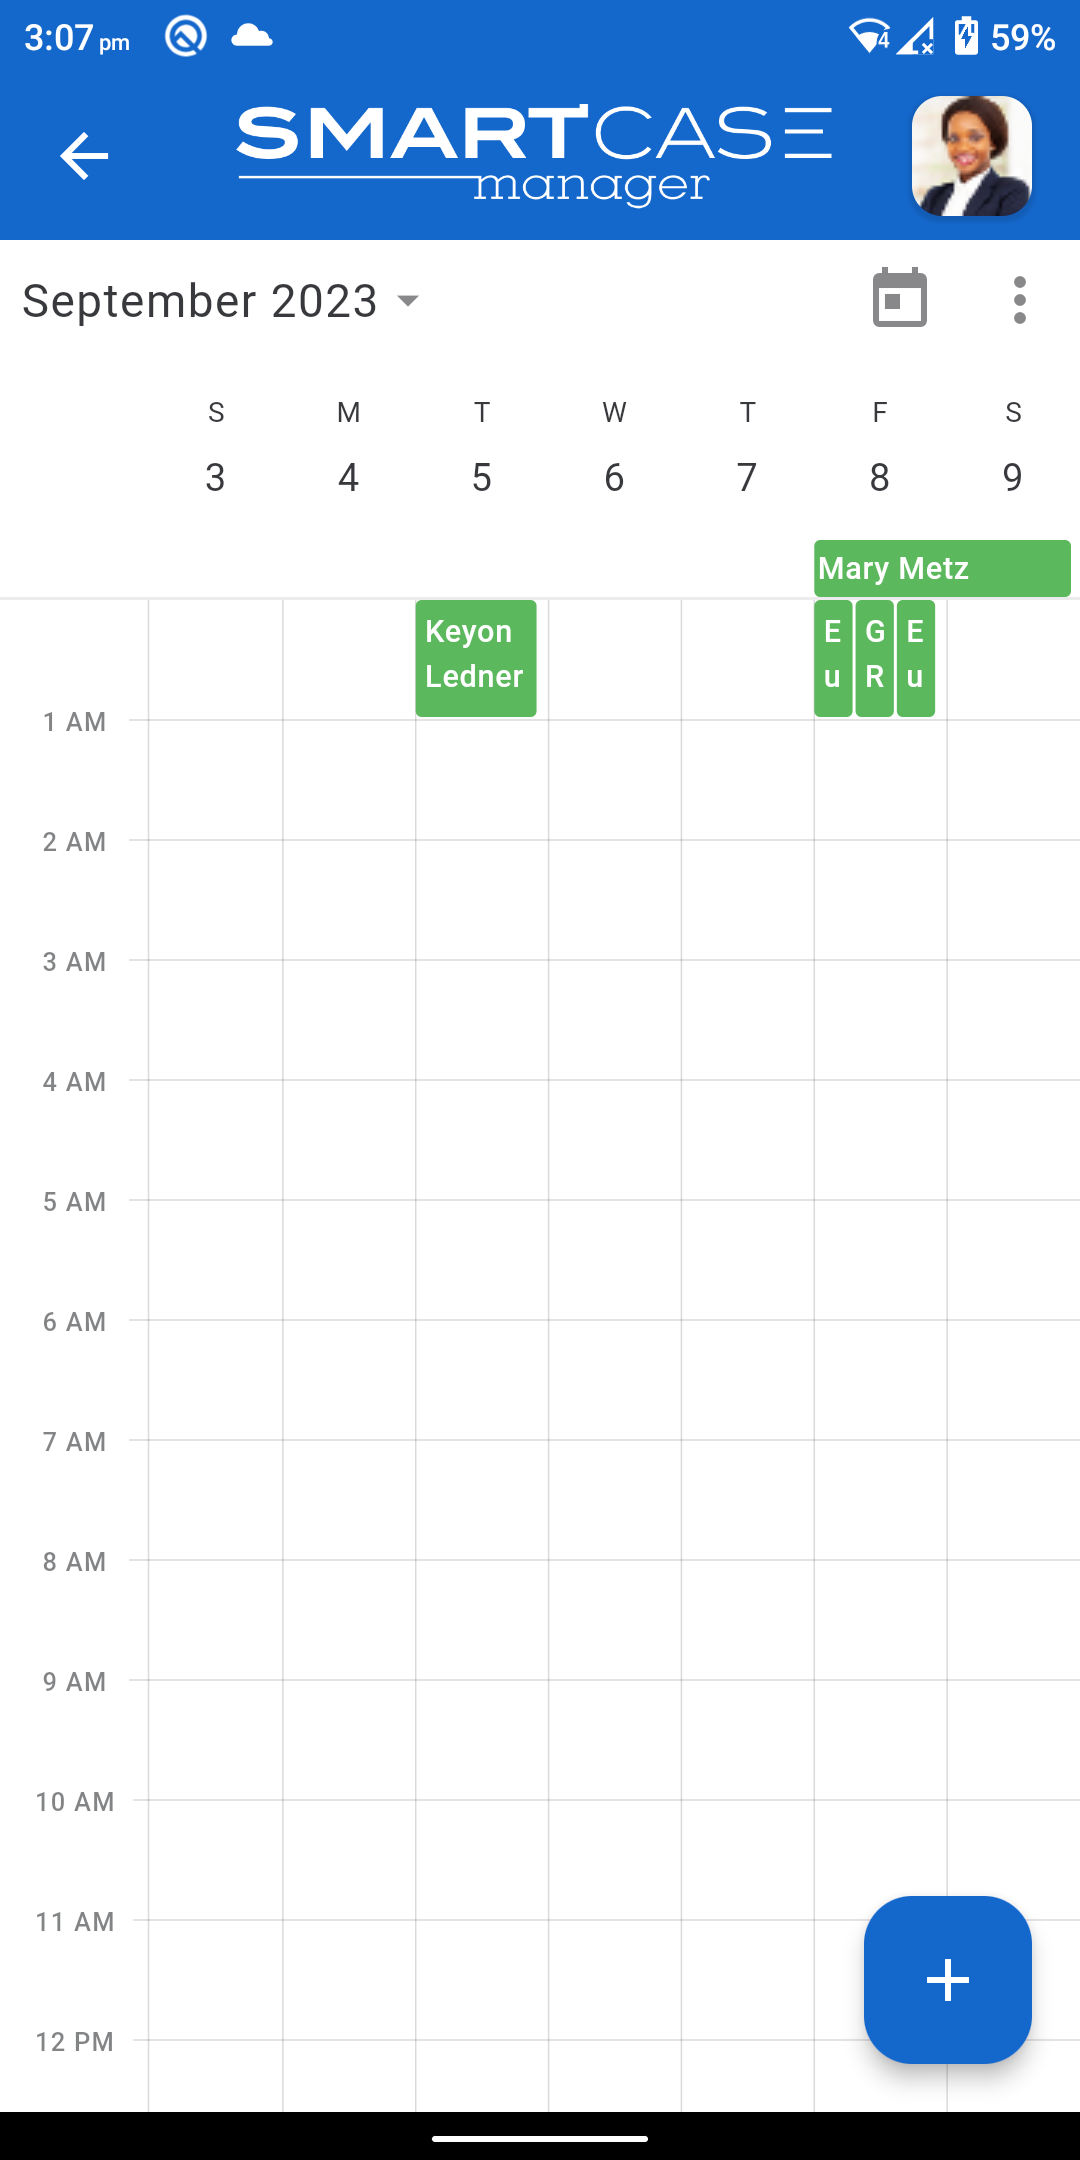 3:07 pm
4
59%
SMARTCASE
manager
September 2023
S M T W T F S
3 4 5 6 7 8 9
Mary Metz
Keyon
Ledner
E
u
G
R
E
u
1 AM
2 AM
3 AM
4 AM
5 AM
6 AM
7 AM
8 AM
9 AM
10 AM
11 AM
12 PM